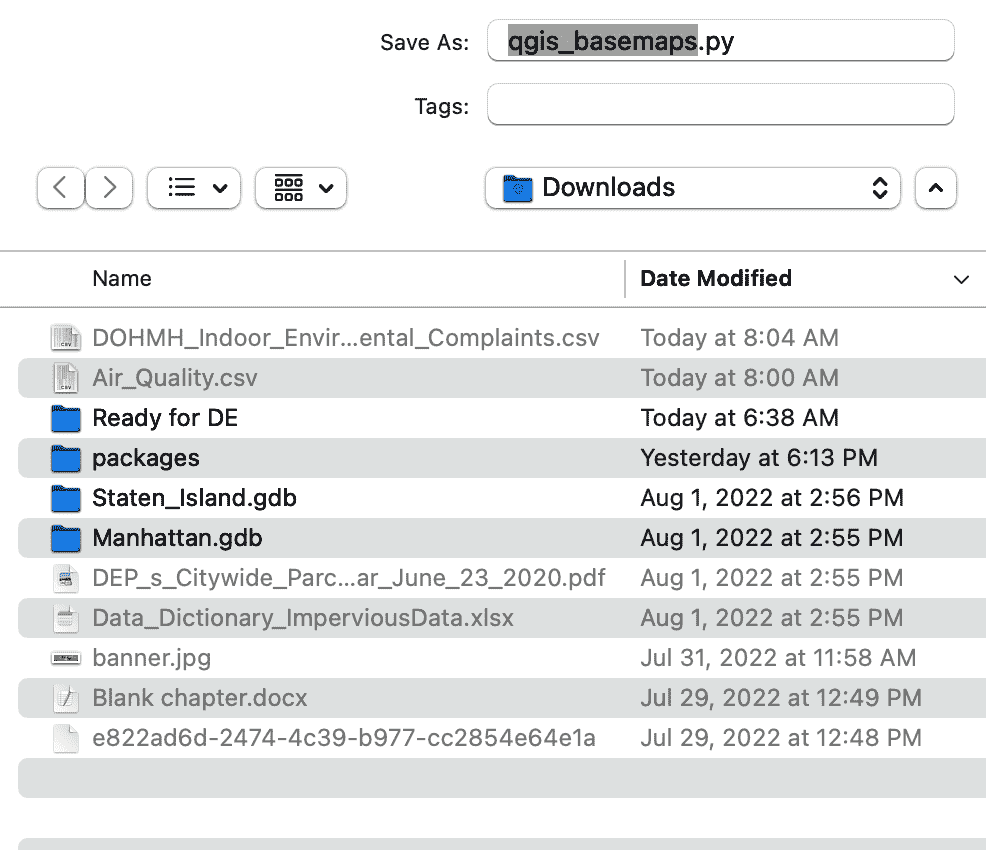 Save As: qgis_basemaps.py
Tags:
Downloads
Name Date Modified
DOHMH_Indoor_Envir...ental_Complaints.csv Today at 8:04 AM
Air_Quality.csv Today at 8:00 AM
Ready for DE Today at 6:38 AM
packages Yesterday at 6:13 PM
Staten_Island.gdb Aug 1, 2022 at 2:56 PM
Manhattan.gdb Aug 1, 2022 at 2:55 PM
DEP_s_Citywide_Parc...ar_June_23_2020.pdf Aug 1, 2022 at 2:55 PM
Data_Dictionary_ImperviousData.xlsx Aug 1, 2022 at 2:55 PM
banner.jpg Jul 31, 2022 at 11:58 AM
Blank chapter.docx Jul 29, 2022 at 12:49 PM
e822ad6d-2474-4c39-b977-cc2854e64e1a Jul 29, 2022 at 12:48 PM